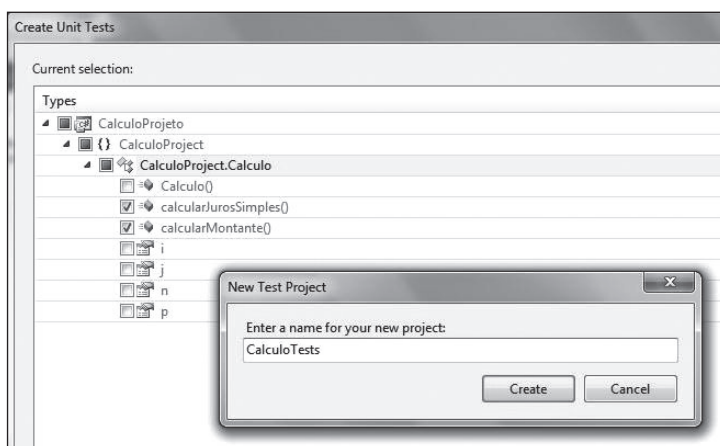 Create Unit Tests
Current selection:
Types
CalculoProjeto
{} CalculoProject
CalculoProject.Calculo
Calculo()
calcularJurosSimples()
calcularMontante()
i
j
n
p
New Test Project
Enter a name for your new project:
CalculoTests
Create Cancel